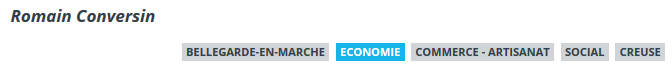 Romain Conversin
BELLEGARDE-EN-MARCHE ECONOMIE COMMERCE - ARTISANAT SOCIAL CREUSE